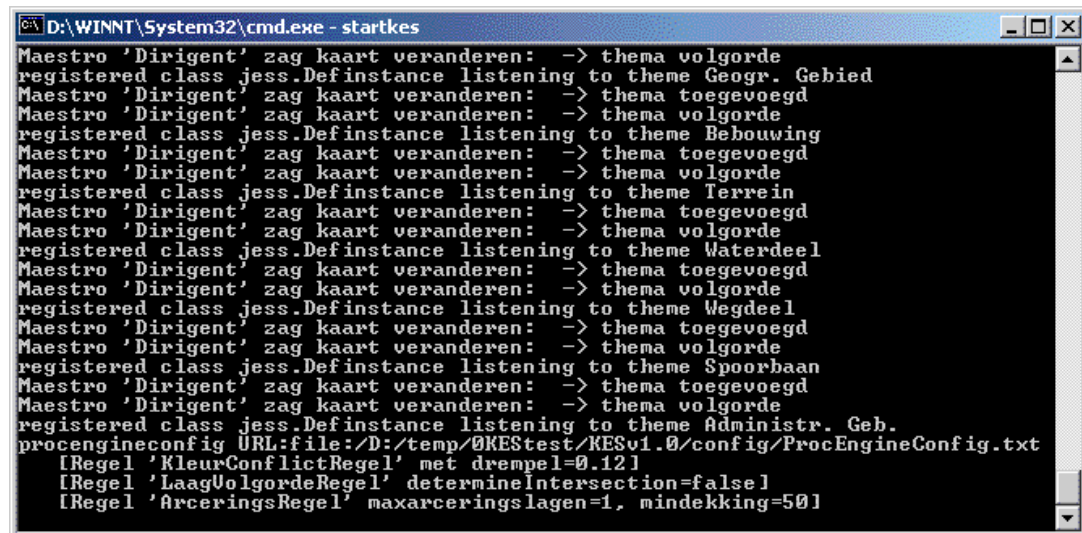 D:\WINNT\System32\cmd.exe - startkes
Maestro 'Dirigent' zag kaart veranderen:  -> thema volgorde
registered class jess.Definstance listening to theme Geogr. Gebied
Maestro 'Dirigent' zag kaart veranderen:  -> thema toegevoegd
Maestro 'Dirigent' zag kaart veranderen:  -> thema volgorde
registered class jess.Definstance listening to theme Bebouwing
Maestro 'Dirigent' zag kaart veranderen:  -> thema toegevoegd
Maestro 'Dirigent' zag kaart veranderen:  -> thema volgorde
registered class jess.Definstance listening to theme Terrein
Maestro 'Dirigent' zag kaart veranderen:  -> thema toegevoegd
Maestro 'Dirigent' zag kaart veranderen:  -> thema volgorde
registered class jess.Definstance listening to theme Waterdeel
Maestro 'Dirigent' zag kaart veranderen:  -> thema toegevoegd
Maestro 'Dirigent' zag kaart veranderen:  -> thema volgorde
registered class jess.Definstance listening to theme Wegdeel
Maestro 'Dirigent' zag kaart veranderen:  -> thema toegevoegd
Maestro 'Dirigent' zag kaart veranderen:  -> thema volgorde
registered class jess.Definstance listening to theme Spoorbaan
Maestro 'Dirigent' zag kaart veranderen:  -> thema toegevoegd
Maestro 'Dirigent' zag kaart veranderen:  -> thema volgorde
registered class jess.Definstance listening to theme Administr. Geb.
procengineconfig URL:file:/D:/temp/0KEStest/KESv1.0/config/ProcEngineConfig.txt
   [Regel 'KleurConflictRegel' met drempel=0.12]
   [Regel 'LaagVolgordeRegel' determineIntersection=false]
   [Regel 'ArceringsRegel' maxarceringslagen=1, mindekking=50]